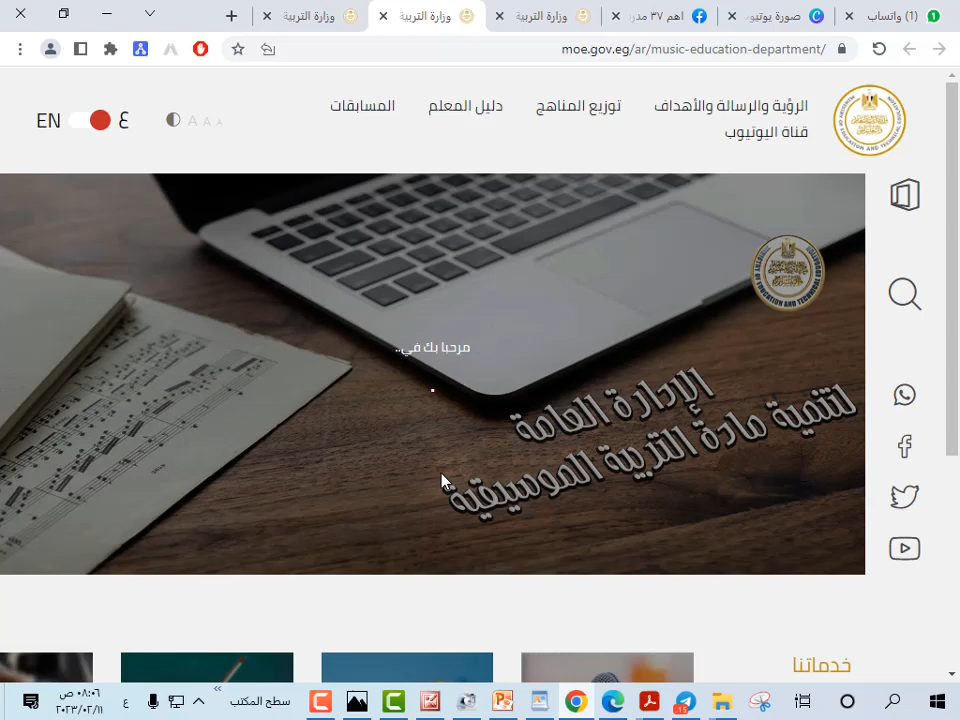 (1) واتساب
صورة يوتيوب
اهم ٣٧ مدر
وزارة التربية
وزارة التربية
وزارة التربية
moe.gov.eg/ar/music-education-department/
الرؤية والرسالة والأهداف
توزيع المناهج
دليل المعلم
المسابقات
قناة اليوتيوب
ع
EN
A A A
مرحبا بك في..
الإدارة العامة
لتنمية مادة التربية الموسيقية
خدماتنا
سطح المكتب
ع
٠٨:٠٦ ص
٢٠٢٣/٠٢/١١
15